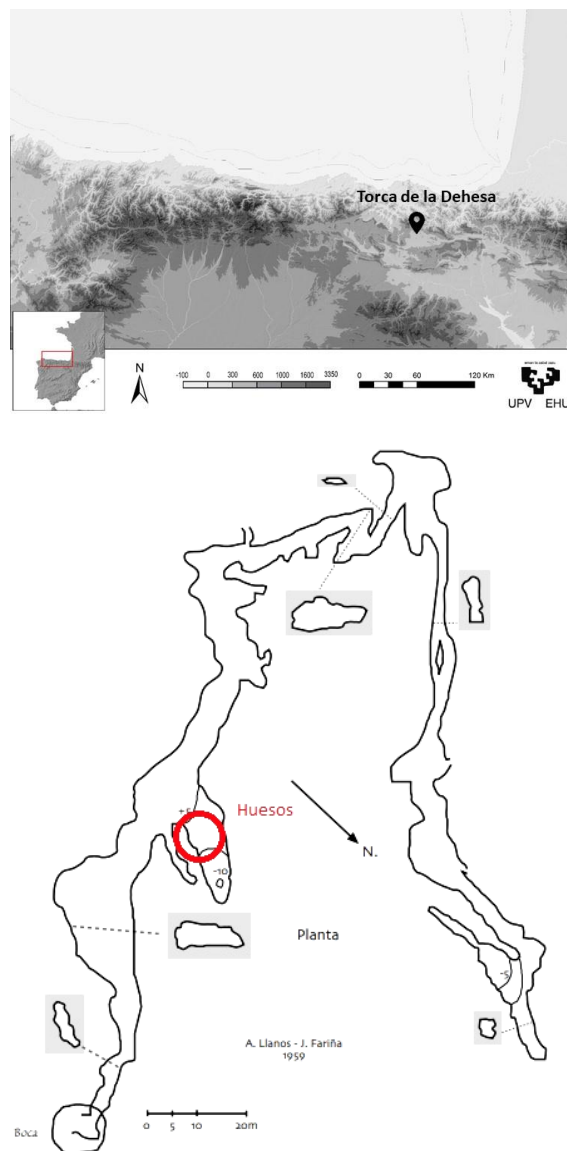 Torca de la Dehesa
N
-100 0 300 600 1000 1600 3350
0 30 60 120 Km
UPV EHU
+5
Huesos
-10
N.
Planta
-5
A. Llanos - J. Fariña
1959
Boca
0 5 10 20m